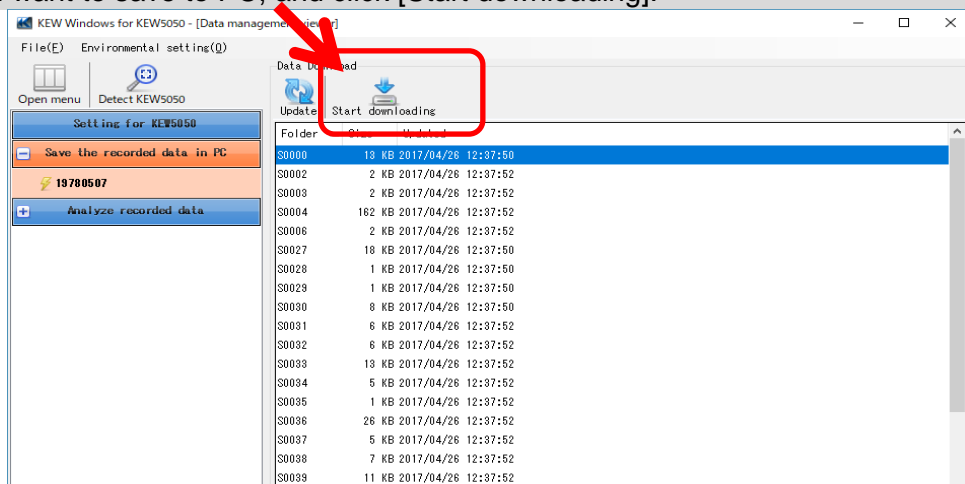 want to save to PC, and click [Start downloading].
KEW Windows for KEW5050 - [Data management viewer]
File(F) Environmental setting(O)
Open menu
Detect KEW5050
Setting for KEW5050
Save the recorded data in PC
19780507
Analyze recorded data
Data Download
Update
Start downloading
Folder Size Updated
S0000 13 KB 2017/04/26 12:37:50
S0002 2 KB 2017/04/26 12:37:52
S0003 2 KB 2017/04/26 12:37:52
S0004 162 KB 2017/04/26 12:37:52
S0006 2 KB 2017/04/26 12:37:52
S0027 18 KB 2017/04/26 12:37:50
S0028 1 KB 2017/04/26 12:37:50
S0029 1 KB 2017/04/26 12:37:50
S0030 8 KB 2017/04/26 12:37:50
S0031 6 KB 2017/04/26 12:37:52
S0032 6 KB 2017/04/26 12:37:52
S0033 13 KB 2017/04/26 12:37:52
S0034 5 KB 2017/04/26 12:37:52
S0035 1 KB 2017/04/26 12:37:52
S0036 26 KB 2017/04/26 12:37:52
S0037 5 KB 2017/04/26 12:37:52
S0038 7 KB 2017/04/26 12:37:52
S0039 11 KB 2017/04/26 12:37:52